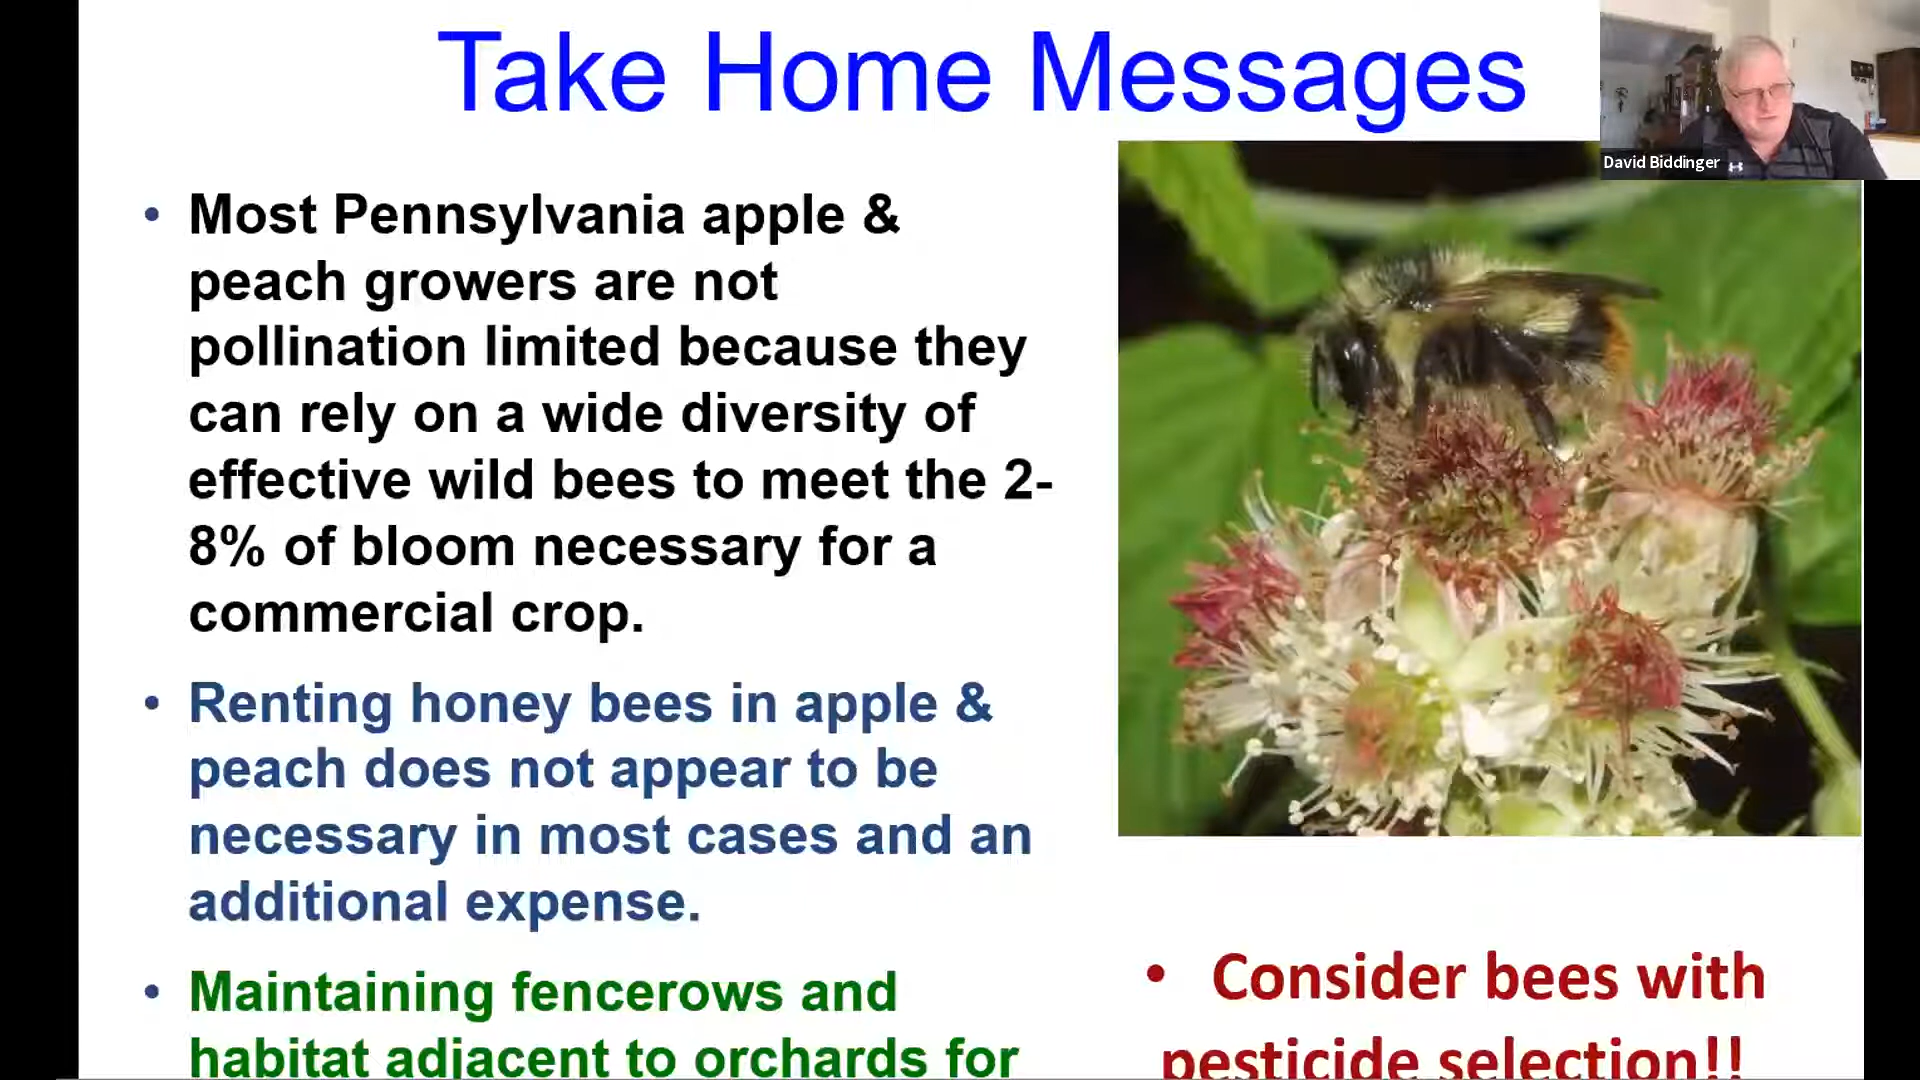 Take Home Messages
David Biddinger
• Most Pennsylvania apple &
peach growers are not
pollination limited because they
can rely on a wide diversity of
effective wild bees to meet the 2-
8% of bloom necessary for a
commercial crop.
• Renting honey bees in apple &
peach does not appear to be
necessary in most cases and an
additional expense.
• Maintaining fencerows and
habitat adjacent to orchards for
• Consider bees with
pesticide selection!!